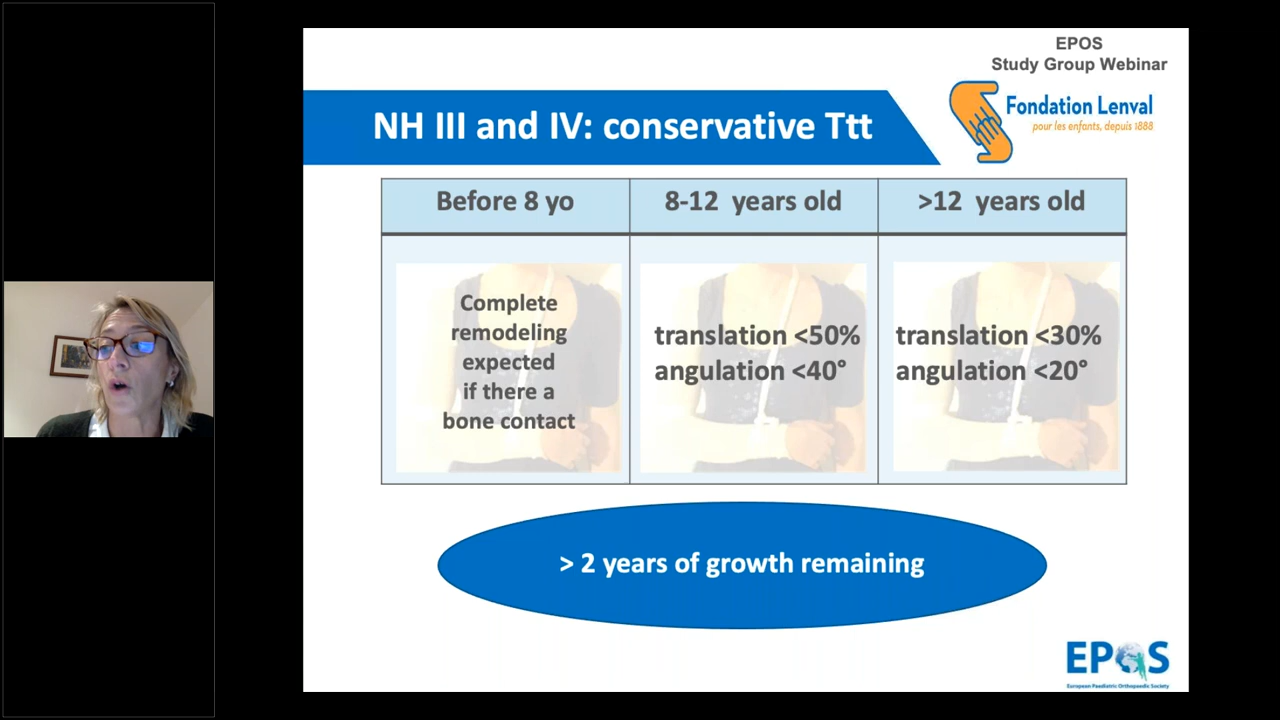 EPOS
Study Group Webinar
Fondation Lenval
pour les enfants, depuis 1888
NH III and IV: conservative Ttt
Before 8 yo
8-12 years old
>12 years old
Complete
remodeling
expected
if there a
bone contact
translation <50%
angulation <40°
translation <30%
angulation <20°
> 2 years of growth remaining
EPOS
European Paediatric Orthopaedic Society